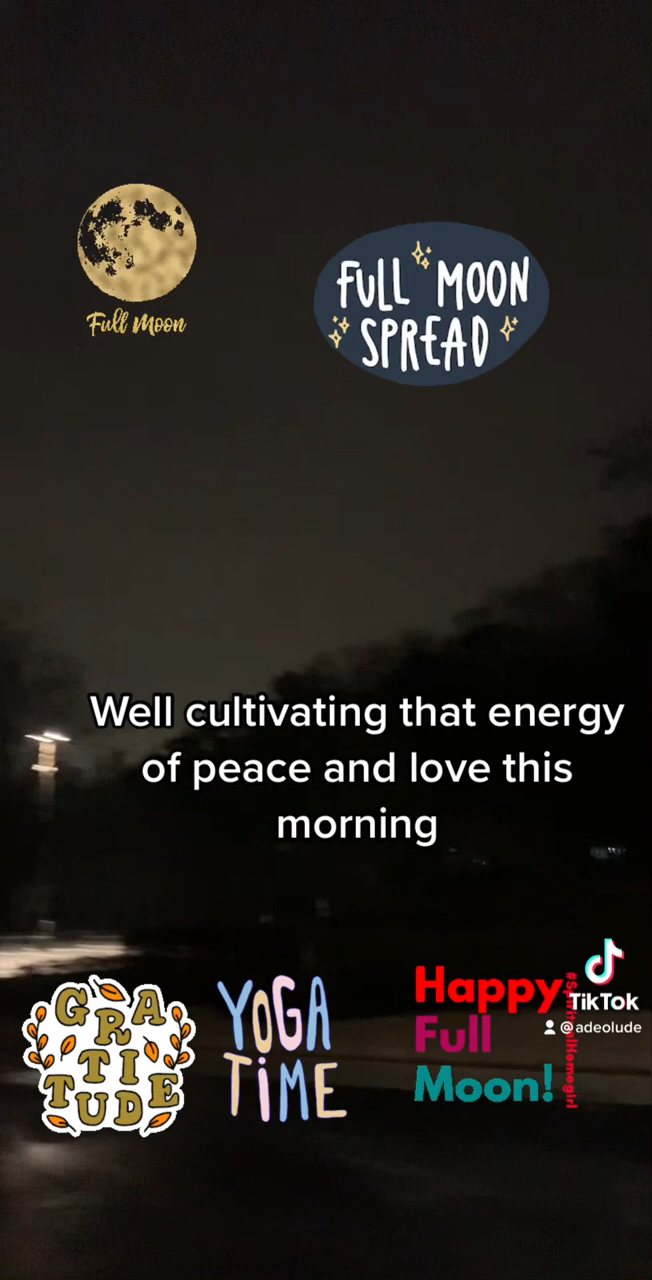 Full Moon
FULL MOON
SPREAD
Well cultivating that energy
of peace and love this
morning
GRA
TI
TUDE
YOGA
TiME
Happy
Full
Moon!
TikTok
@adeolude